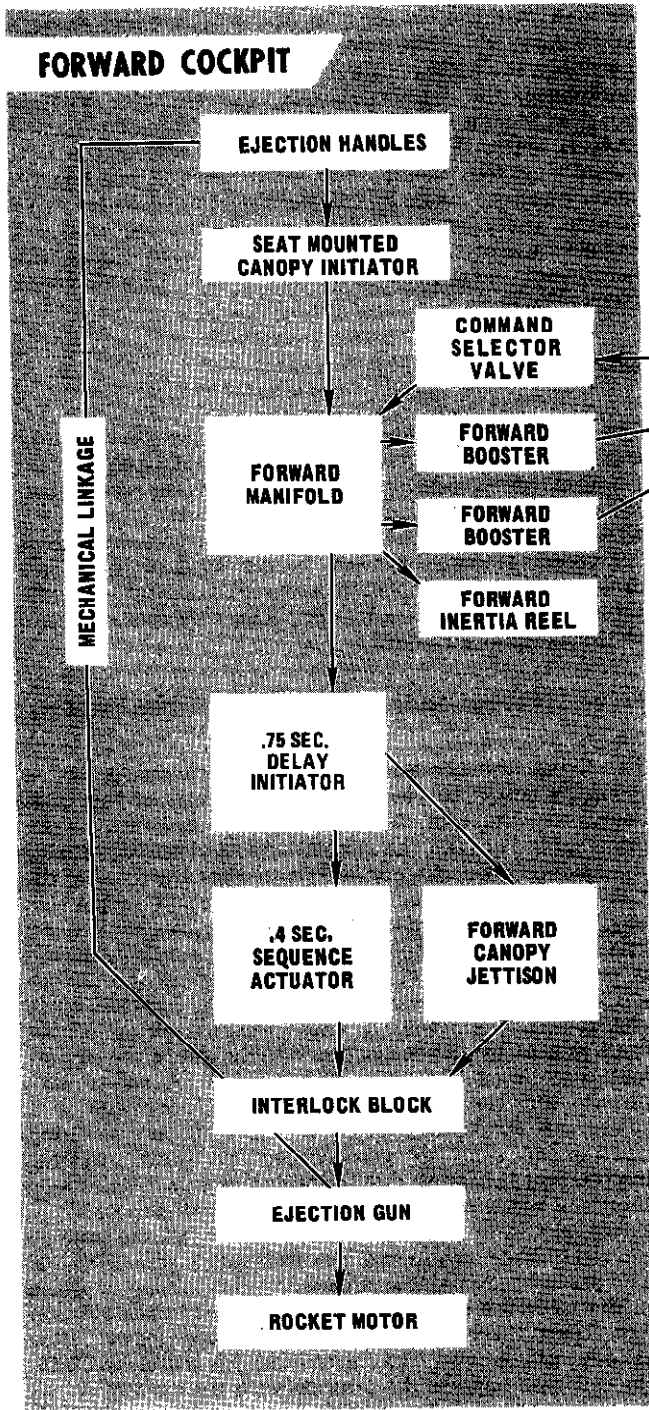 FORWARD COCKPIT
EJECTION HANDLES
SEAT MOUNTED
CANOPY INITIATOR
COMMAND
SELECTOR
VALVE
FORWARD
BOOSTER
FORWARD
MANIFOLD
FORWARD
BOOSTER
FORWARD
INERTIA REEL
MECHANICAL LINKAGE
.75 SEC.
DELAY
INITIATOR
.4 SEC.
SEQUENCE
ACTUATOR
FORWARD
CANOPY
JETTISON
INTERLOCK BLOCK
EJECTION GUN
ROCKET MOTOR